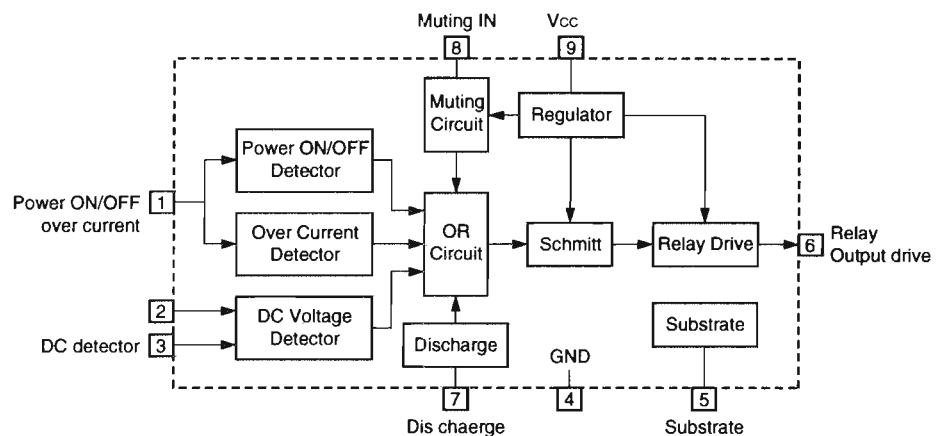 Muting IN
Vcc
8
9
Muting
Circuit
Regulator
Power ON/OFF
Detector
Power ON/OFF
over current
1
Over Current
Detector
OR
Circuit
Schmitt
Relay Drive
6
Relay
Output drive
2
3
DC detector
DC Voltage
Detector
Discharge
GND
Substrate
7
4
5
Dis chaerge
Substrate